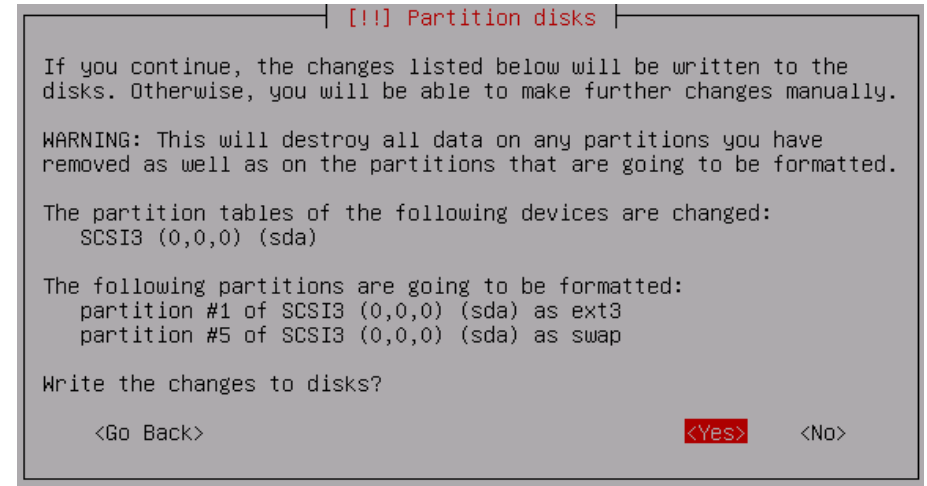 [!!] Partition disks
If you continue, the changes listed below will be written to the
disks. Otherwise, you will be able to make further changes manually.
WARNING: This will destroy all data on any partitions you have
removed as well as on the partitions that are going to be formatted.
The partition tables of the following devices are changed:
SCSI3 (0,0,0) (sda)
The following partitions are going to be formatted:
partition #1 of SCSI3 (0,0,0) (sda) as ext3
partition #5 of SCSI3 (0,0,0) (sda) as swap
Write the changes to disks?
<Go Back> <Yes> <No>